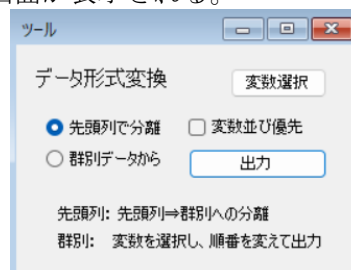 画面が表示される。
ツール
データ形式変換
変数選択
先頭列で分離
変数並び優先
群別データから
出力
先頭列: 先頭列⇒群別への分離
群別: 変数を選択し、順番を変えて出力